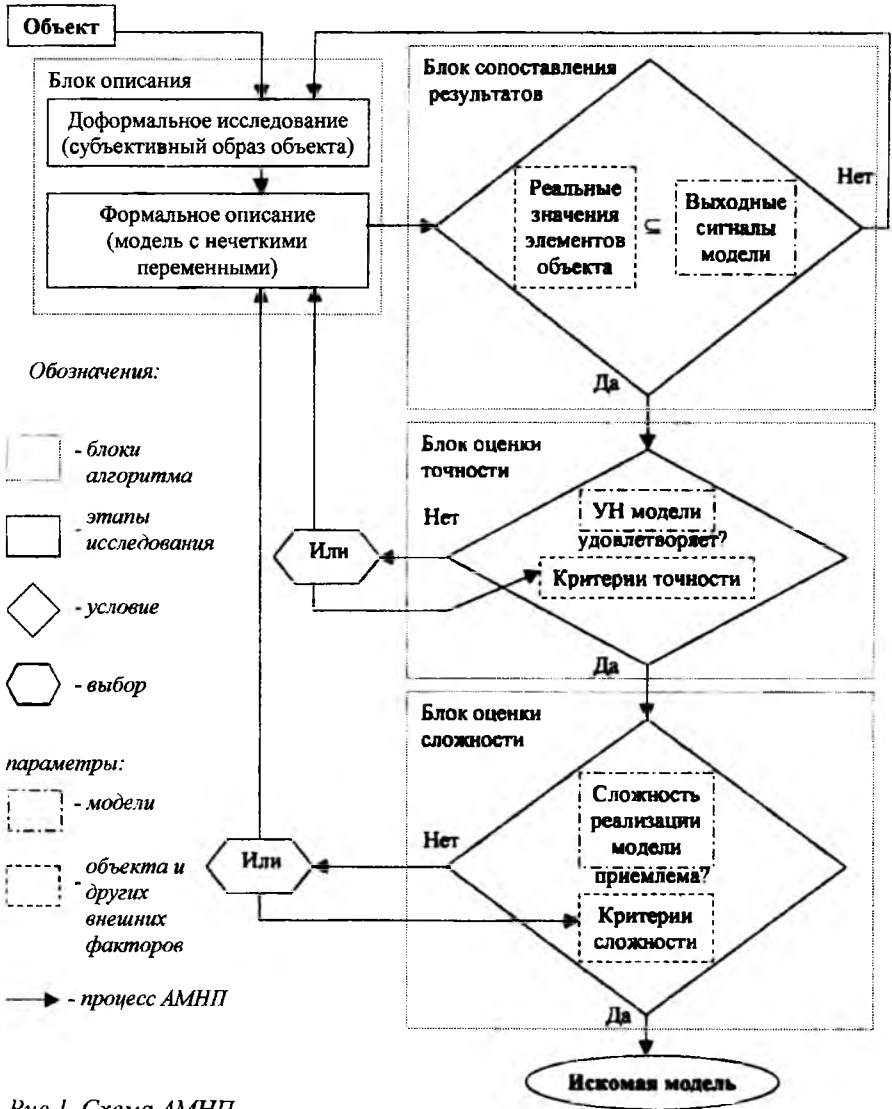 Объект
Блок описания
Доформальное исследование
(субъективный образ объекта)
Формальное описание
(модель с нечеткими
переменными)
Блок сопоставления
результатов
Реальные
значения
элементов
объекта
⊆
Выходные
сигналы
модели
Нет
Да
Обозначения:
- блоки
алгоритма
- этапы
исследования
- условие
- выбор
параметры:
- модели
- объекта и
других
внешних
факторов
- процесс АМНП
Блок оценки
точности
Нет
Или
УН модели
удовлетворяет?
Критерии точности
Да
Блок оценки
сложности
Нет
Или
Сложность
реализации
модели
приемлема?
Критерии
сложности
Да
Искомая модель
Рис 1. Схема АМНП